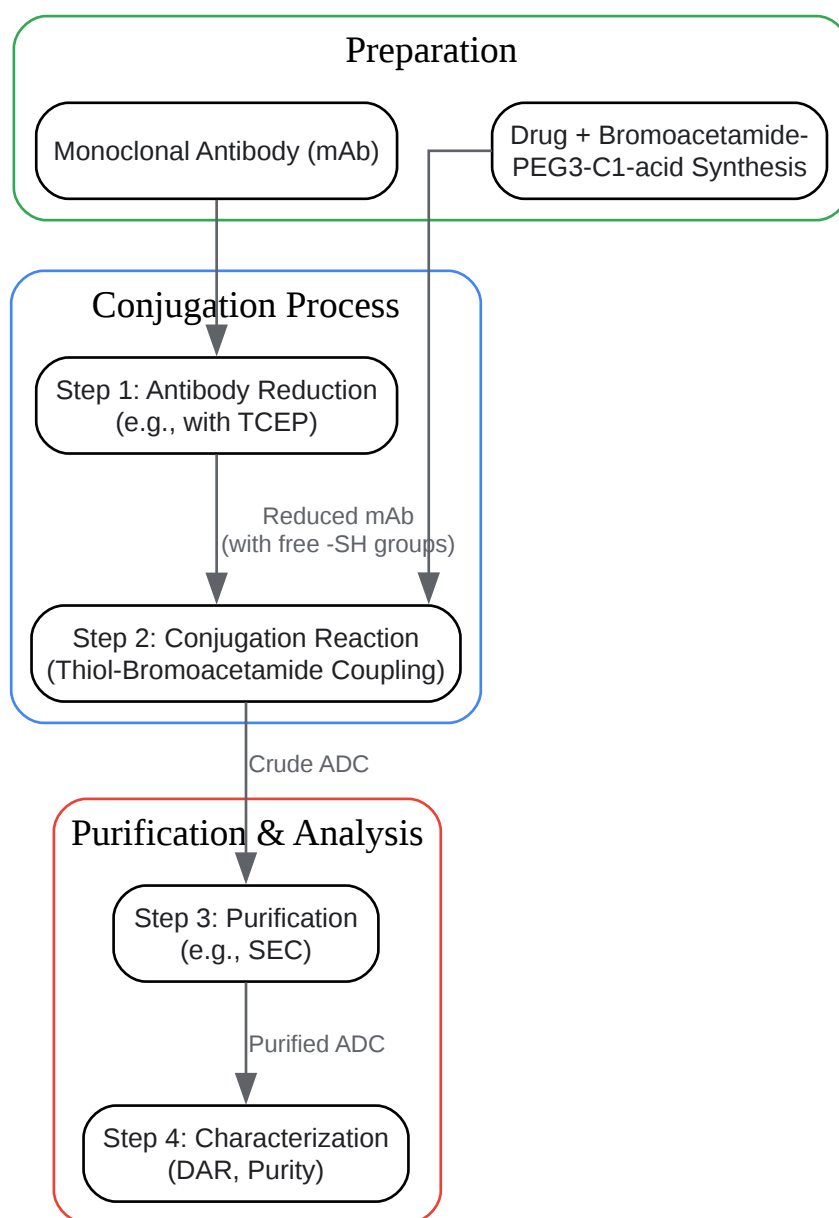 Preparation
Monoclonal Antibody (mAb)
Drug + Bromoacetamide-
PEG3-C1-acid Synthesis
Conjugation Process
Step 1: Antibody Reduction
(e.g., with TCEP)
Reduced mAb
(with free -SH groups)
Step 2: Conjugation Reaction
(Thiol-Bromoacetamide Coupling)
Crude ADC
Purification & Analysis
Step 3: Purification
(e.g., SEC)
Purified ADC
Step 4: Characterization
(DAR, Purity)